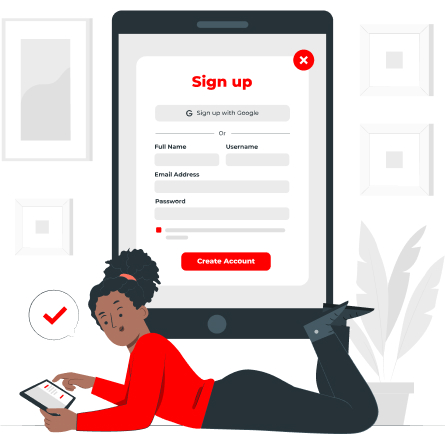 Sign up
G Sign up with Google
Or
Full Name Username
Email Address
Password
Create Account